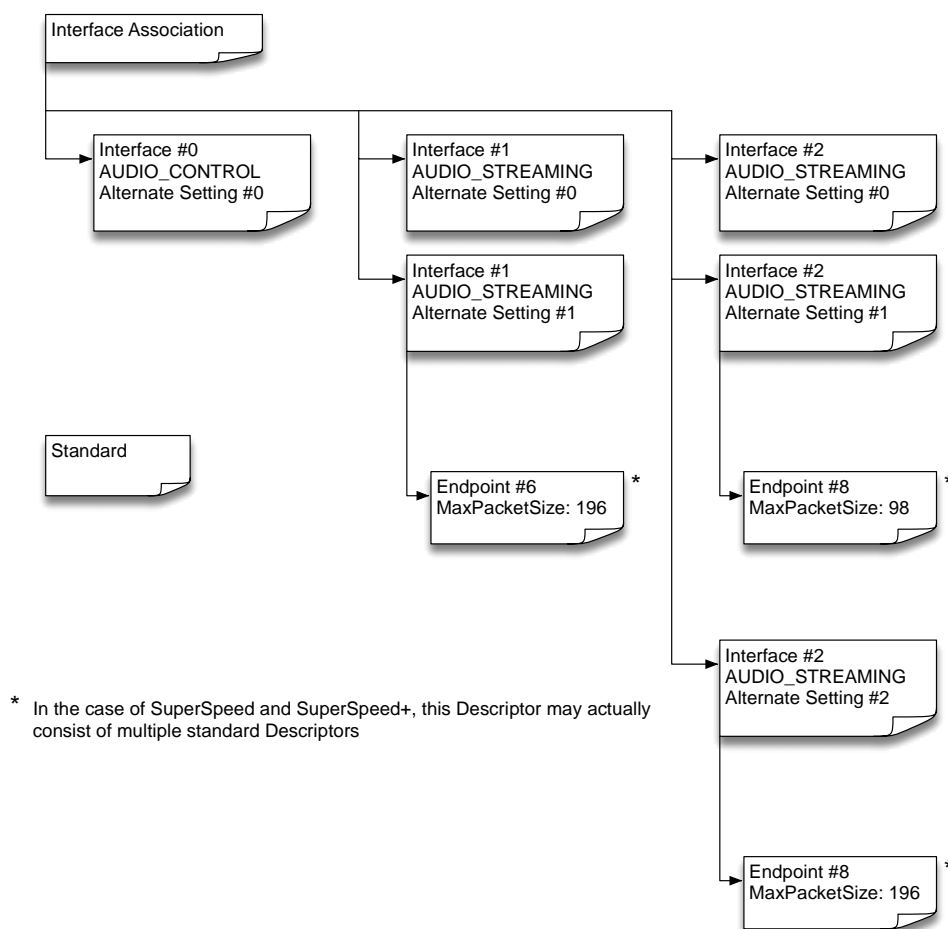 Interface Association
Interface #0
AUDIO_CONTROL
Alternate Setting #0
Interface #1
AUDIO_STREAMING
Alternate Setting #0
Interface #2
AUDIO_STREAMING
Alternate Setting #0
Interface #1
AUDIO_STREAMING
Alternate Setting #1
Interface #2
AUDIO_STREAMING
Alternate Setting #1
Standard
Endpoint #6
MaxPacketSize: 196
*
Endpoint #8
MaxPacketSize: 98
*
Interface #2
AUDIO_STREAMING
Alternate Setting #2
* In the case of SuperSpeed and SuperSpeed+, this Descriptor may actually
consist of multiple standard Descriptors
Endpoint #8
MaxPacketSize: 196
*